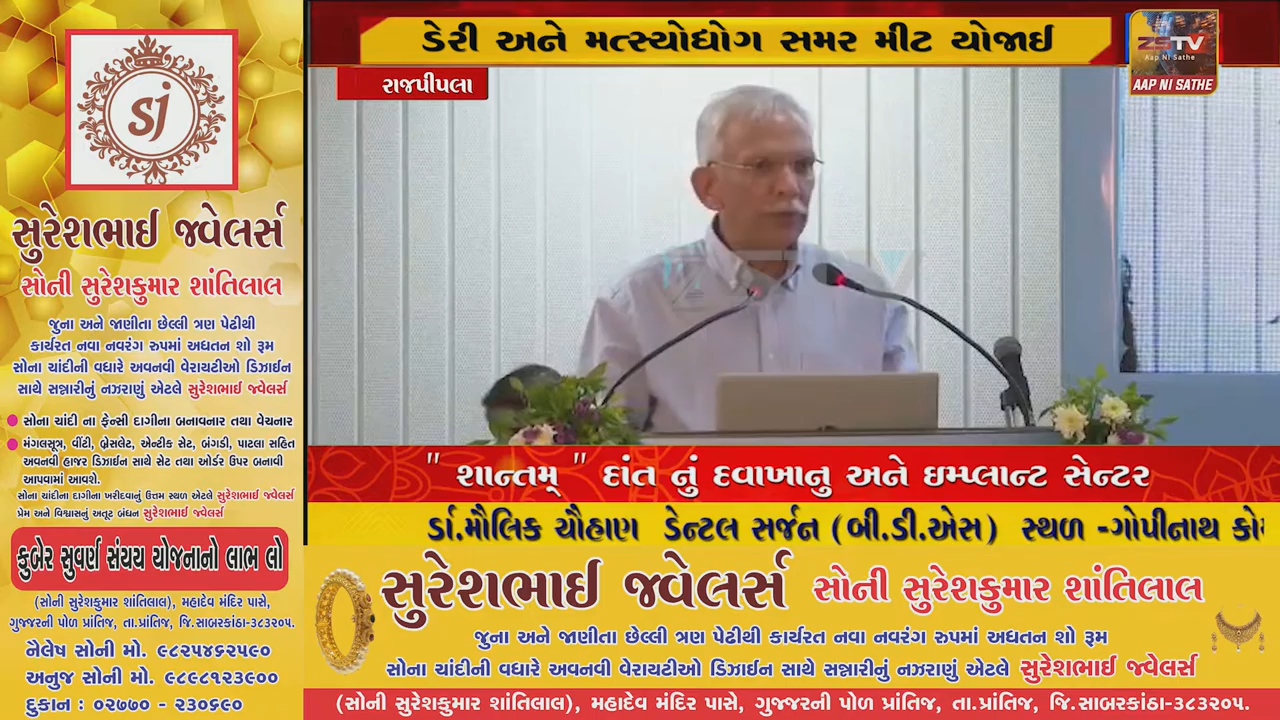 ડેરી અને મત્સ્યોદ્યોગ સમર મીટ યોજાઈ
ZSTV
Aap Ni Sathe
AAP NI SATHE
રાજપીપલા
sj
સુરેશભાઈ જ્વેલર્સ
સોની સુરેશકુમાર શાંતિલાલ
જુના અને જાણીતા છેલ્લી ત્રણ પેઢીથી
કાર્યરત નવા નવરંગ રુપમાં અધતન શો રૂમ
સોના ચાંદીની વધારે અવનવી વેરાયટીઓ ડિઝાઈન
સાથે સન્નારીનું નઝરાણું એટલે સુરેશભાઈ જ્વેલર્સ
સોના ચાંદી ના ફેન્સી દાગીના બનાવનાર તથા વેચનાર
મંગલસૂત્ર, વીંટી, બ્રેસલેટ, એન્ટીક સેટ, બંગડી, પાટલા સહિત
અવનવી હાજર ડિઝાઈન સાથે સેટ તથા ઓર્ડર ઉપર બનાવી
આપવામાં આવશે.
સોના ચાંદીના દાગીના ખરીદવાનું ઉત્તમ સ્થળ એટલે સુરેશભાઈ જ્વેલર્સ
પ્રેમ અને વિશ્વાસનું અતૂટ બંધન સુરેશભાઈ જ્વેલર્સ
કુબેર સુવર્ણ સંચય યોજનાનો લાભ લો
(સોની સુરેશકુમાર શાંતિલાલ), મહાદેવ મંદિર પાસે,
ગુજ્જરની પોળ પ્રાંતિજ, તા.પ્રાંતિજ, જિ.સાબરકાંઠા-૩૮૩૨૦૫.
નૈલેષ સોની મો. ૯૮૨૫૪૬૨૫૯૦
અનુજ સોની મો. ૯૮૯૮૧૨૩૯૦૦
દુકાન : ૦૨૭૭૦ - ૨૩૦૬૯૦
" શાન્તમ્ " દાંત નું દવાખાનુ અને ઇમ્પ્લાન્ટ સેન્ટર
ર્ડા.મૌલિક ચૌહાણ ડેન્ટલ સર્જન (બી.ડી.એસ) સ્થળ -ગોપીનાથ
સુરેશભાઈ જ્વેલર્સ સોની સુરેશકુમાર શાંતિલાલ
જુના અને જાણીતા છેલ્લી ત્રણ પેઢીથી કાર્યરત નવા નવરંગ રુપમાં અધતન શો રૂમ
સોના ચાંદીની વધારે અવનવી વેરાયટીઓ ડિઝાઈન સાથે સન્નારીનું નઝરાણું એટલે સુરેશભાઈ જ્વેલર્સ
(સોની સુરેશકુમાર શાંતિલાલ), મહાદેવ મંદિર પાસે, ગુજ્જરની પોળ પ્રાંતિજ, તા.પ્રાંતિજ, જિ.સાબરકાંઠા-૩૮૩૨૦૫.